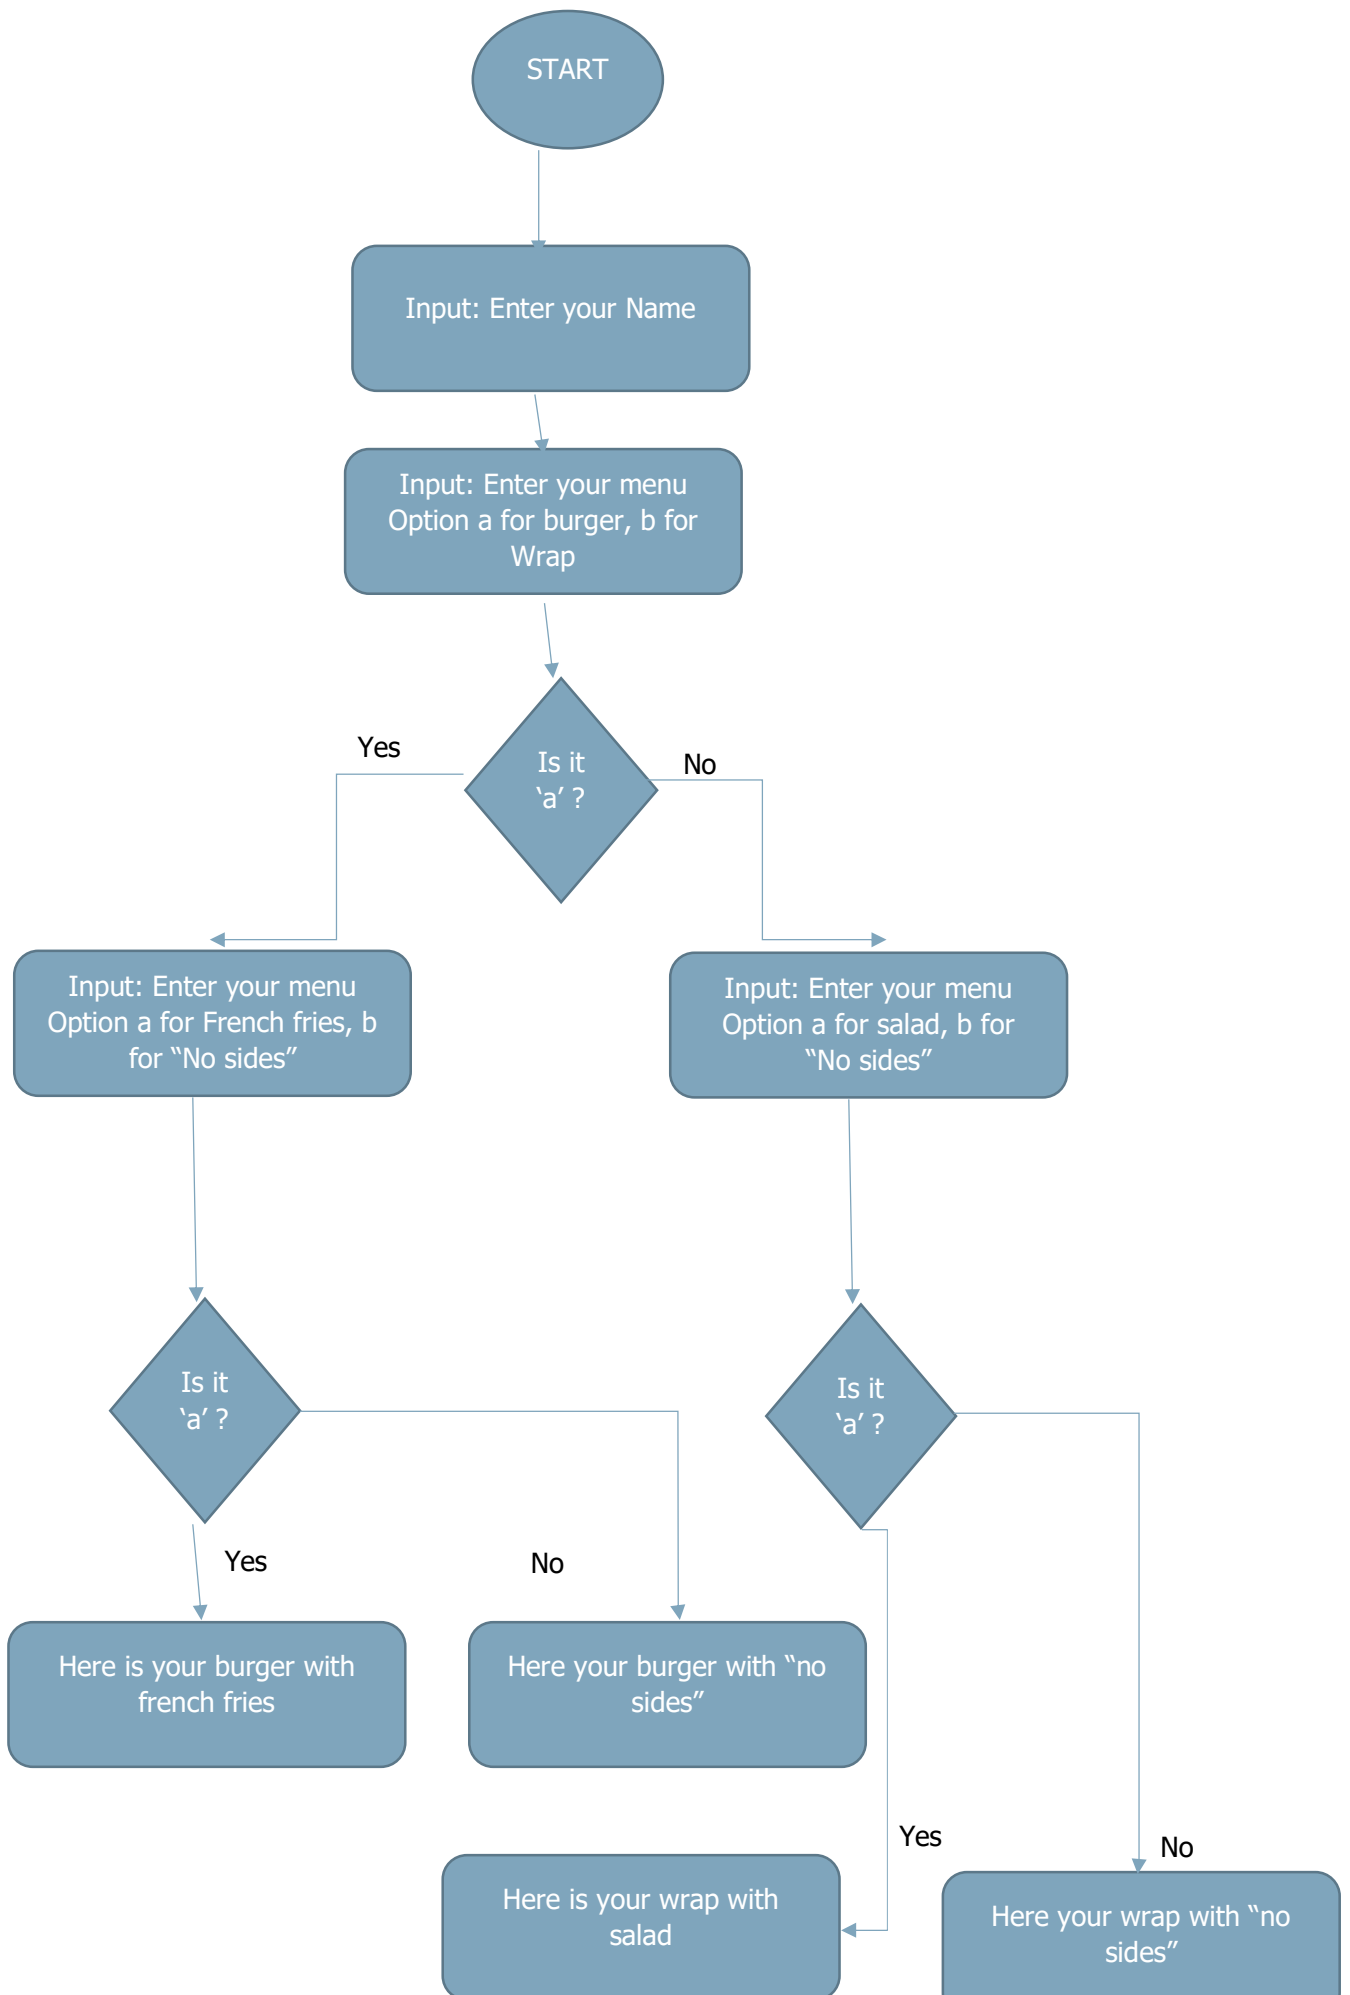 START
Input: Enter your Name
Input: Enter your menu
Option a for burger, b for
Wrap
Yes
Is it
‘a’ ?
No
Input: Enter your menu
Option a for French fries, b
for “No sides”
Input: Enter your menu
Option a for salad, b for
“No sides”
Is it
‘a’ ?
Is it
‘a’ ?
Yes
No
Here is your burger with
french fries
Here your burger with “no
sides”
Yes
No
Here is your wrap with
salad
Here your wrap with “no
sides”